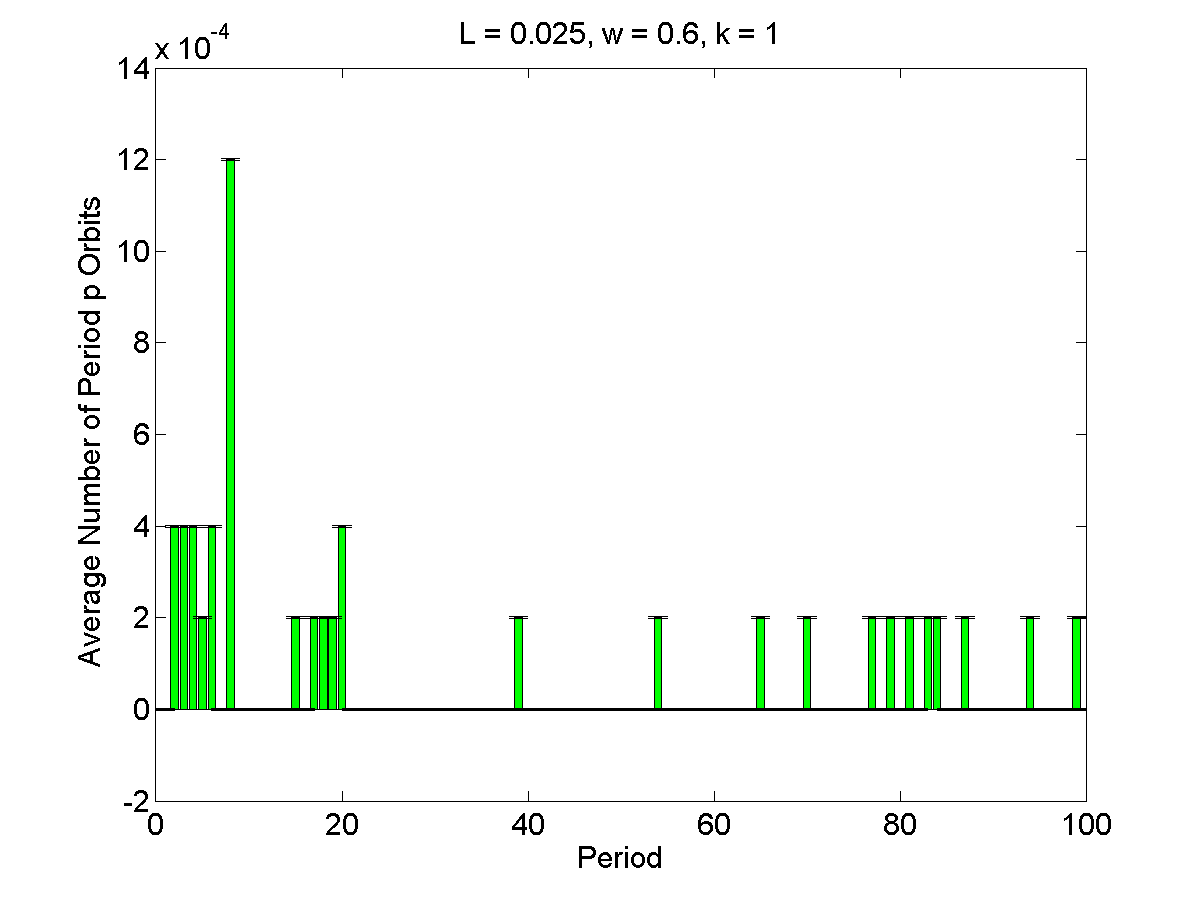 L = 0.025, w = 0.6, k = 1
x 10^-4
14
12
10
8
6
4
2
0
-2
Average Number of Period p Orbits
0 20 40 60 80 100
Period